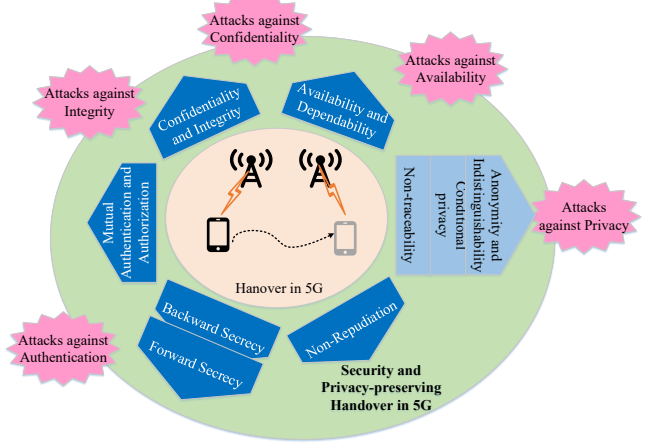 Attacks against
Confidentiality
Attacks against
Availability
Attacks against
Integrity
Confidentiality
and Integrity
Availability and
Dependability
Mutual
Authentication and
Authorization
Non-traceability
Conditional
privacy
Anonymity and
Indistinguishability
Attacks
against Privacy
Hanover in 5G
Backward Secrecy
Forward Secrecy
Non-Repudiation
Attacks against
Authentication
Security and
Privacy-preserving
Handover in 5G